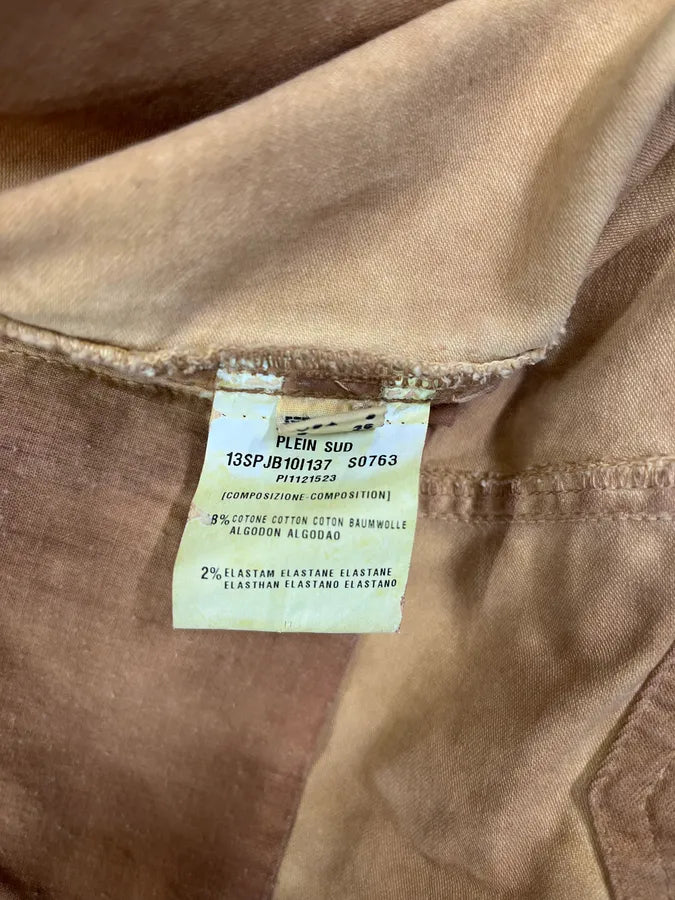 PLEIN SUD
13SPJB10I137 S0763
PI1121523
[COMPOSIZIONE-COMPOSITION]
8% COTONE COTTON COTON BAUMWOLLE
ALGODON ALGODAO
2% ELASTAM ELASTANE ELASTANE
ELASTHAN ELASTANO ELASTANO